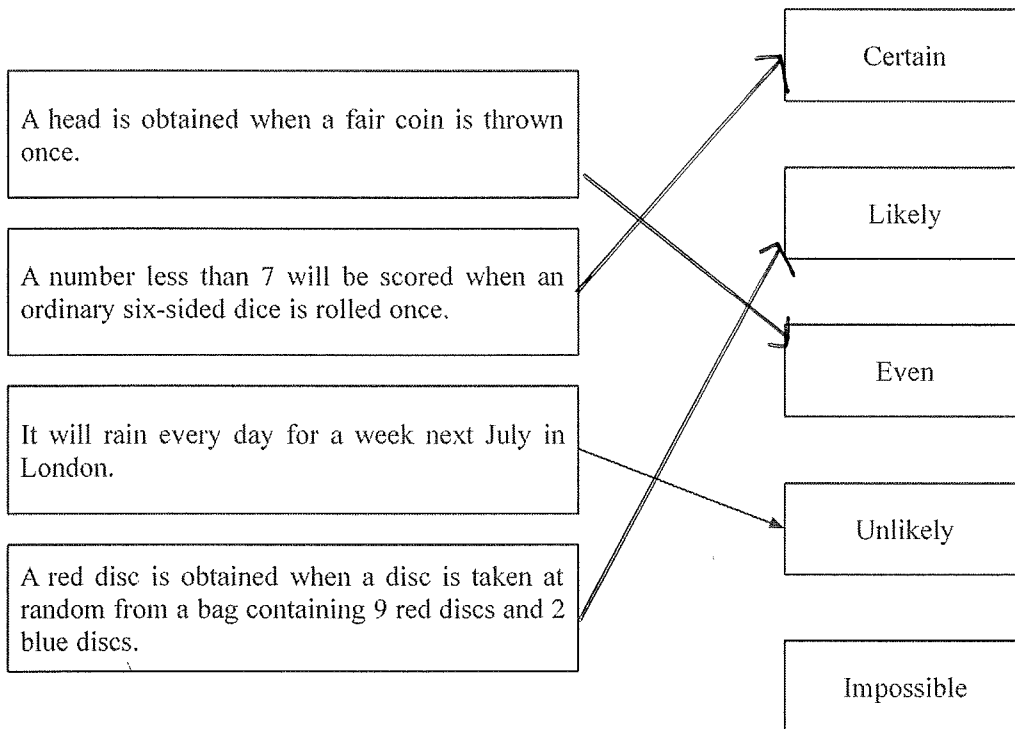 Certain
A head is obtained when a fair coin is thrown
once.
Likely
A number less than 7 will be scored when an
ordinary six-sided dice is rolled once.
Even
It will rain every day for a week next July in
London.
Unlikely
A red disc is obtained when a disc is taken at
random from a bag containing 9 red discs and 2
blue discs.
Impossible